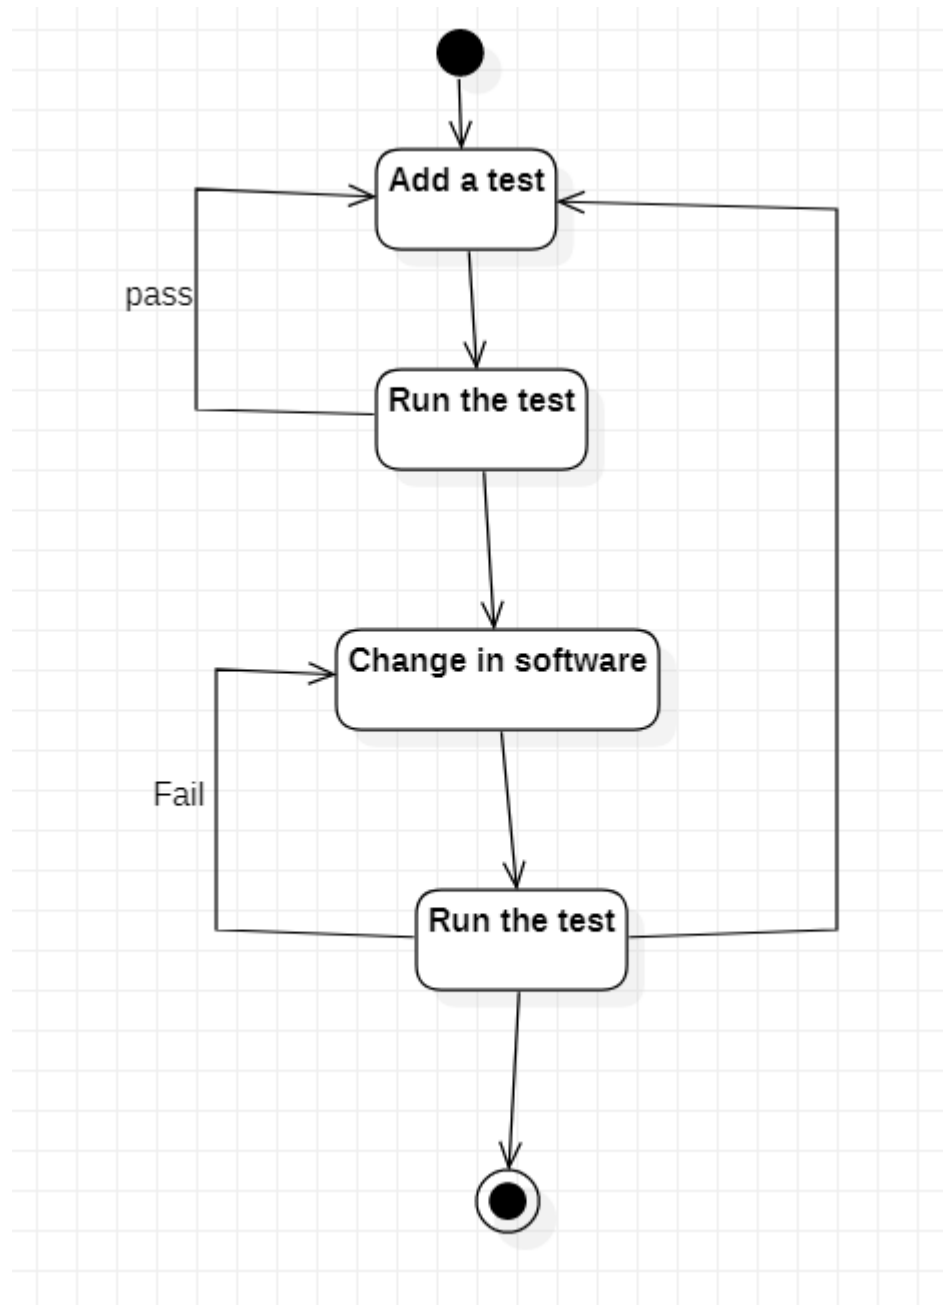 Add a test
pass
Run the test
Change in software
Fail
Run the test